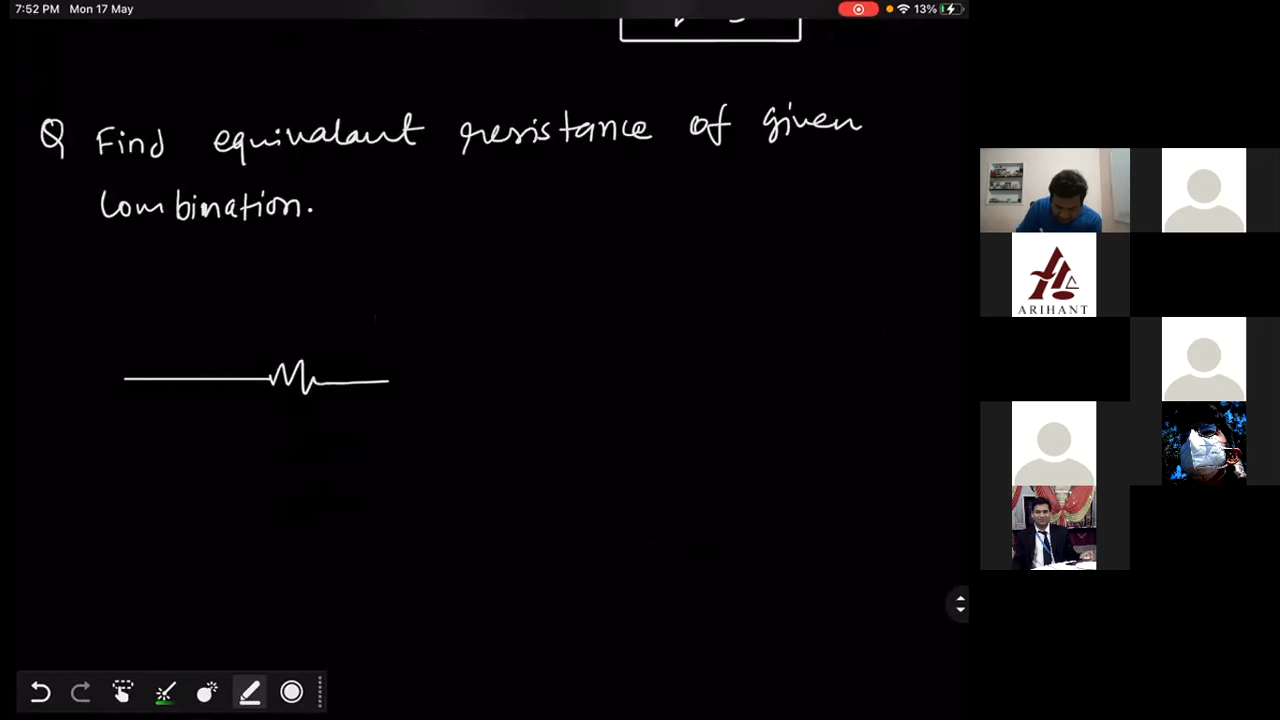 7:52 PM Mon 17 May
13%
Q Find equivalant resistance of given
combination.
ARIHANT